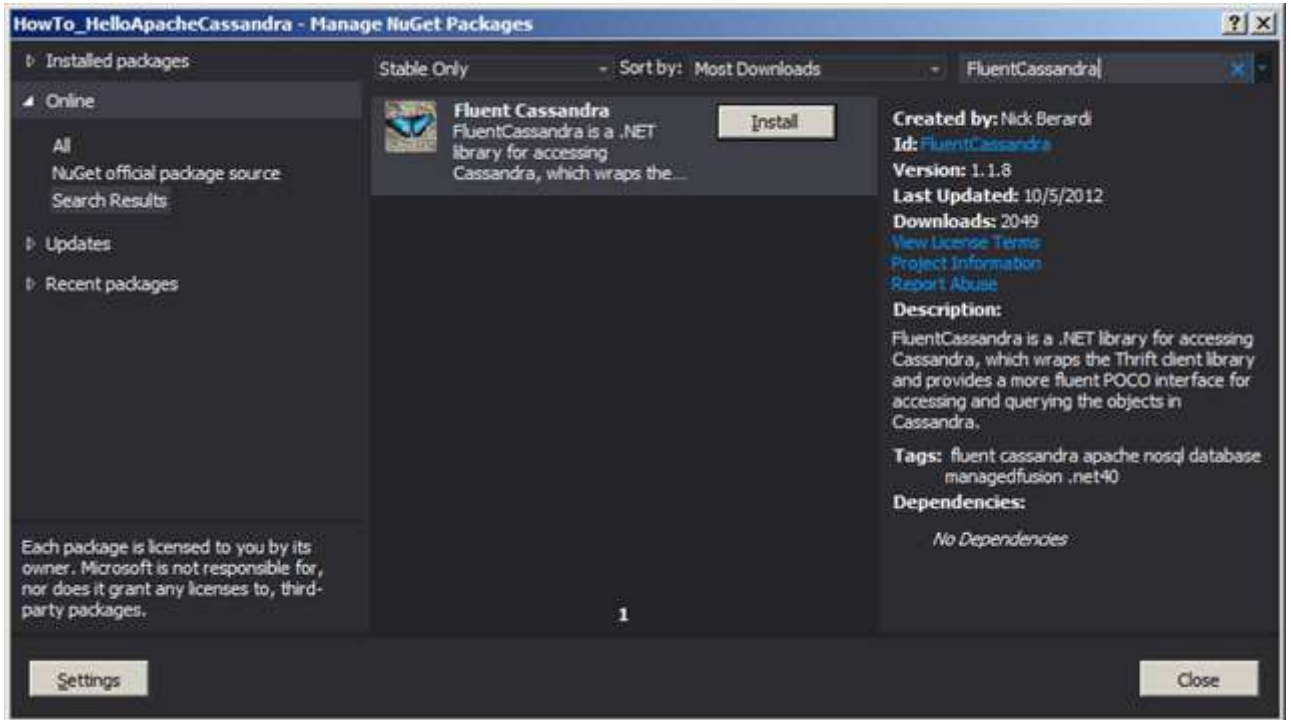 HowTo_HelloApacheCassandra - Manage NuGet Packages
Installed packages
Online
All
NuGet official package source
Search Results
Updates
Recent packages
Each package is licensed to you by its
owner. Microsoft is not responsible for,
nor does it grant any licenses to, third-
party packages.
Settings
Stable Only
Sort by: Most Downloads
FluentCassandra
Fluent Cassandra
FluentCassandra is a .NET
library for accessing
Cassandra, which wraps the...
Install
1
Created by: Nick Berardi
Id: FluentCassandra
Version: 1.1.8
Last Updated: 10/5/2012
Downloads: 2049
View License Terms
Project Information
Report Abuse
Description:
FluentCassandra is a .NET library for accessing
Cassandra, which wraps the Thrift client library
and provides a more fluent POCO interface for
accessing and querying the objects in
Cassandra.
Tags: fluent cassandra apache nosql database
managedfusion .net40
Dependencies:
No Dependencies
Close